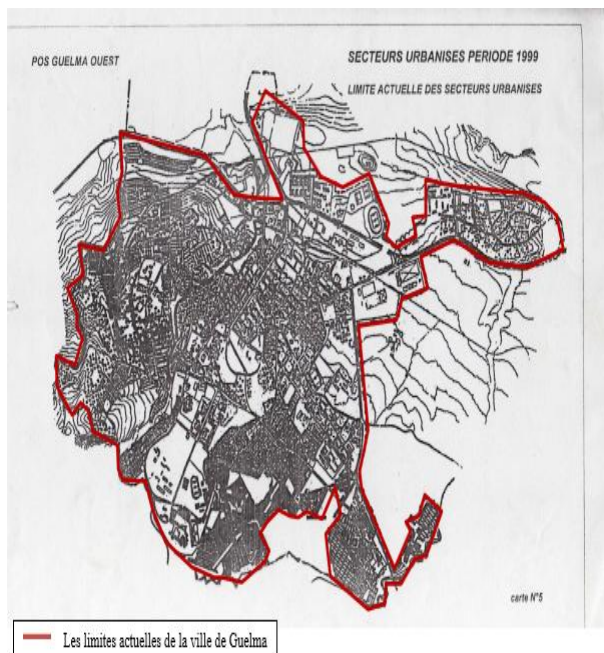 POS GUELMA OUEST
SECTEURS URBANISES PERIODE 1999
LIMITE ACTUELLE DES SECTEURS URBANISES
carte N°5
Les limites actuelles de la ville de Guelma